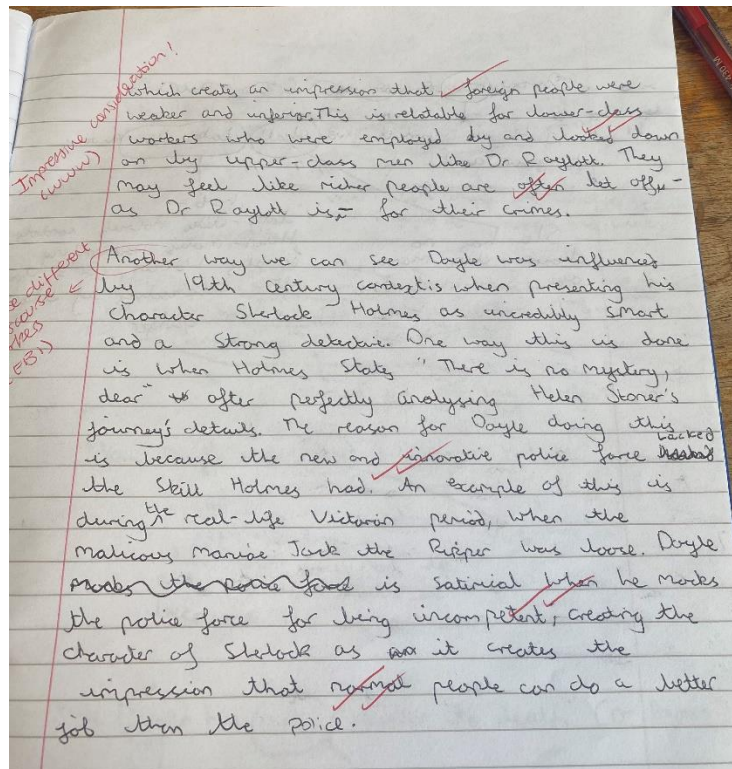 Impressive consideration!
(WWW)
which creates an impression that foreign people were
weaker and inferior. This is relatable for lower-class
workers who were employed by and looked down
on by upper-class men like Dr Roylott. They
may feel like richer people are often let off -
as Dr Roylott is - for their crimes.
different
(EBI)
Another way we can see Doyle was influenced
by 19th century context is when presenting his
character Sherlock Holmes as incredibly smart
and a strong detective. One way this is done
is when Holmes states "There is no mystery,
dear" after perfectly analysing Helen Stoner's
journey's details. The reason for Doyle doing this
is because the new and innovative police force lacked
the skill Holmes had. An example of this is
during the real-life Victorian period, when the
malicous maniac Jack the Ripper was loose. Doyle
mocks the police force is satirical when he mocks
the police force for being incompetent, creating the
character of Sherlock as it creates the
impression that normal people can do a better
job than the police.